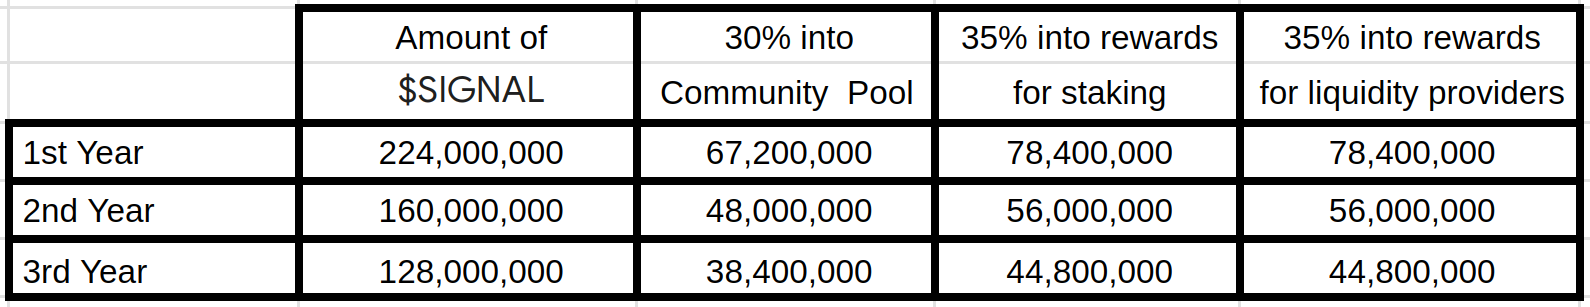 Amount of 30% into 35% into rewards 35% into rewards
$SIGNAL Community  Pool for staking for liquidity providers
1st Year 224,000,000 67,200,000 78,400,000 78,400,000
2nd Year 160,000,000 48,000,000 56,000,000 56,000,000
3rd Year 128,000,000 38,400,000 44,800,000 44,800,000